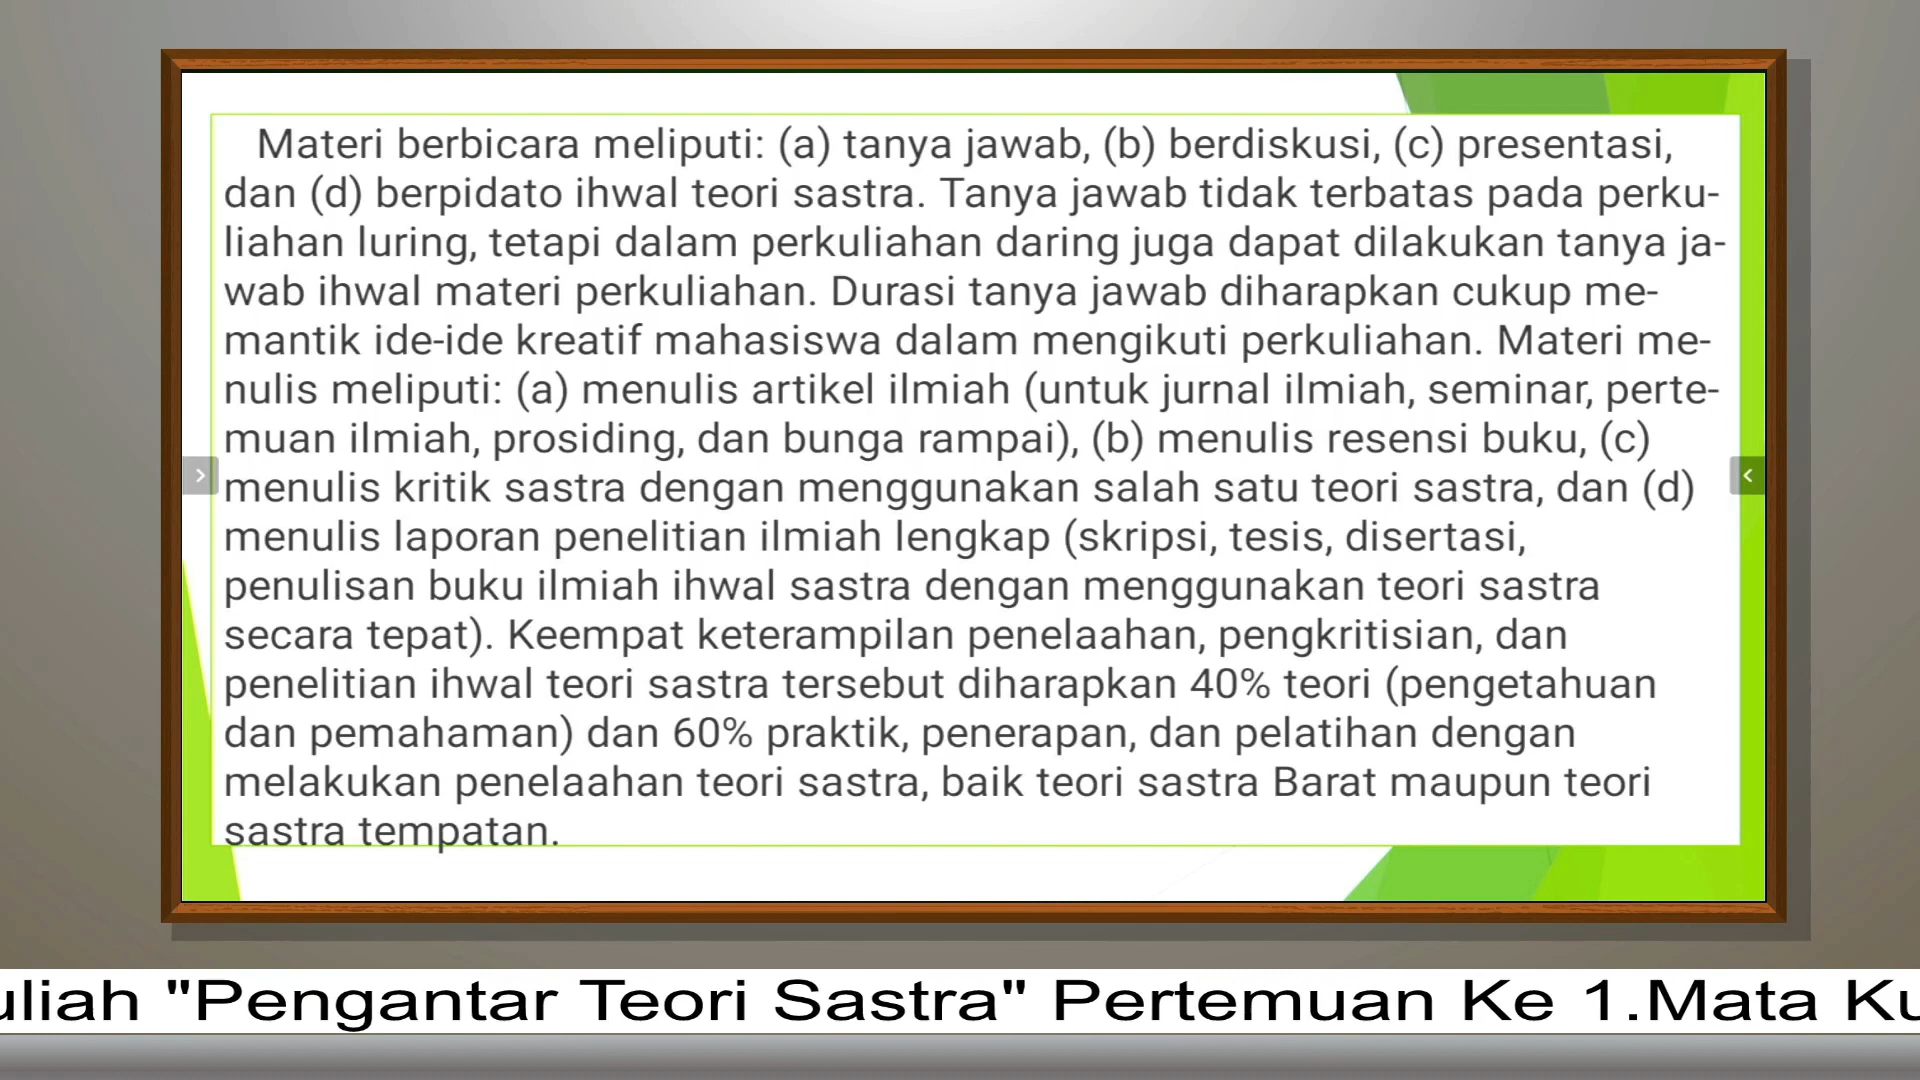 Materi berbicara meliputi: (a) tanya jawab, (b) berdiskusi, (c) presentasi,
dan (d) berpidato ihwal teori sastra. Tanya jawab tidak terbatas pada perku-
liahan luring, tetapi dalam perkuliahan daring juga dapat dilakukan tanya ja-
wab ihwal materi perkuliahan. Durasi tanya jawab diharapkan cukup me-
mantik ide-ide kreatif mahasiswa dalam mengikuti perkuliahan. Materi me-
nulis meliputi: (a) menulis artikel ilmiah (untuk jurnal ilmiah, seminar, perte-
muan ilmiah, prosiding, dan bunga rampai), (b) menulis resensi buku, (c)
menulis kritik sastra dengan menggunakan salah satu teori sastra, dan (d)
menulis laporan penelitian ilmiah lengkap (skripsi, tesis, disertasi,
penulisan buku ilmiah ihwal sastra dengan menggunakan teori sastra
secara tepat). Keempat keterampilan penelaahan, pengkritisian, dan
penelitian ihwal teori sastra tersebut diharapkan 40% teori (pengetahuan
dan pemahaman) dan 60% praktik, penerapan, dan pelatihan dengan
melakukan penelaahan teori sastra, baik teori sastra Barat maupun teori
sastra tempatan.
uliah "Pengantar Teori Sastra" Pertemuan Ke 1.Mata Ku